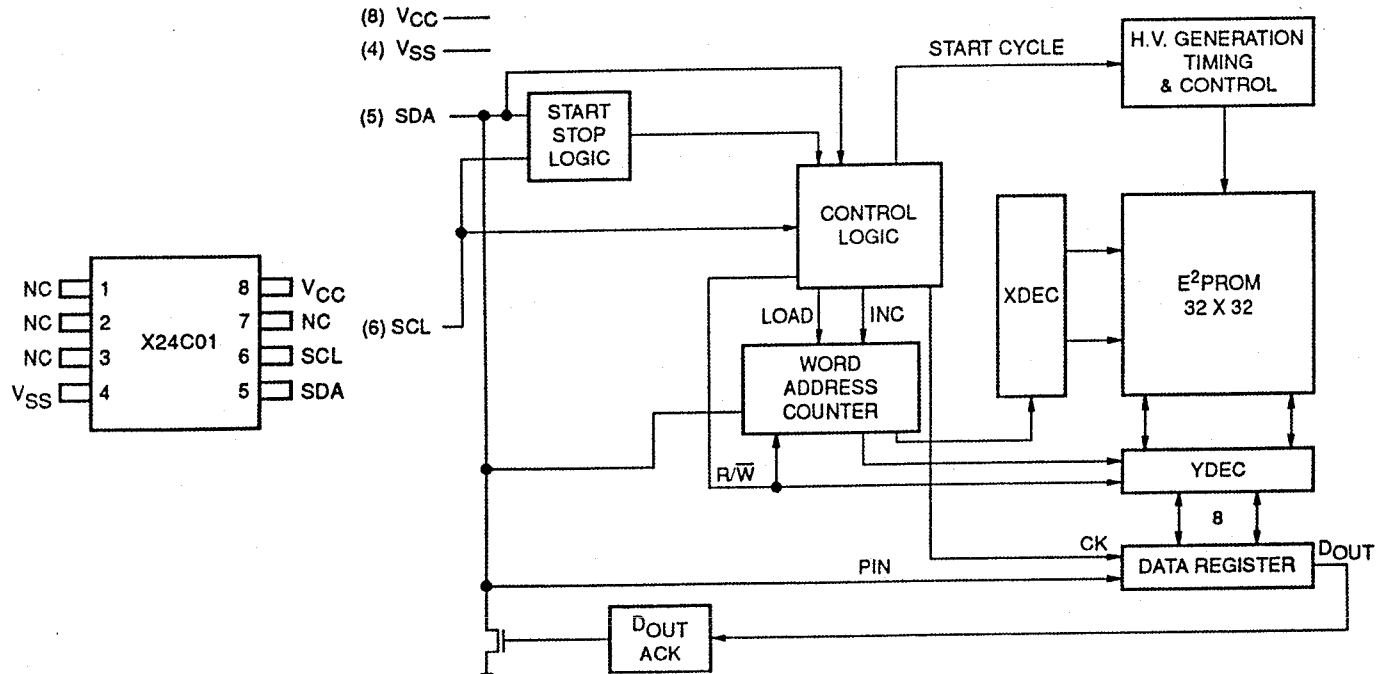 NC 1
NC 2
NC 3
VSS 4
X24C01
8 VCC
7 NC
6 SCL
5 SDA
(8) VCC
(4) VSS
(5) SDA
(6) SCL
START
STOP
LOGIC
START CYCLE
H.V. GENERATION
TIMING
& CONTROL
CONTROL
LOGIC
LOAD
INC
WORD
ADDRESS
COUNTER
XDEC
E²PROM
32 X 32
R/W̅
YDEC
8
CK
PIN
DATA REGISTER
DOUT
DOUT
ACK